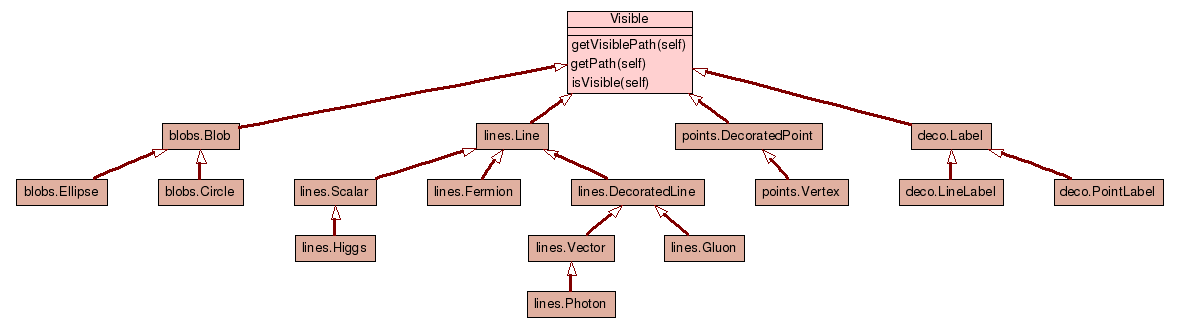 Visible
getVisiblePath(self)
getPath(self)
isVisible(self)
blobs.Blob
lines.Line
points.DecoratedPoint
deco.Label
blobs.Ellipse
blobs.Circle
lines.Scalar
lines.Fermion
lines.DecoratedLine
points.Vertex
deco.LineLabel
deco.PointLabel
lines.Higgs
lines.Vector
lines.Gluon
lines.Photon